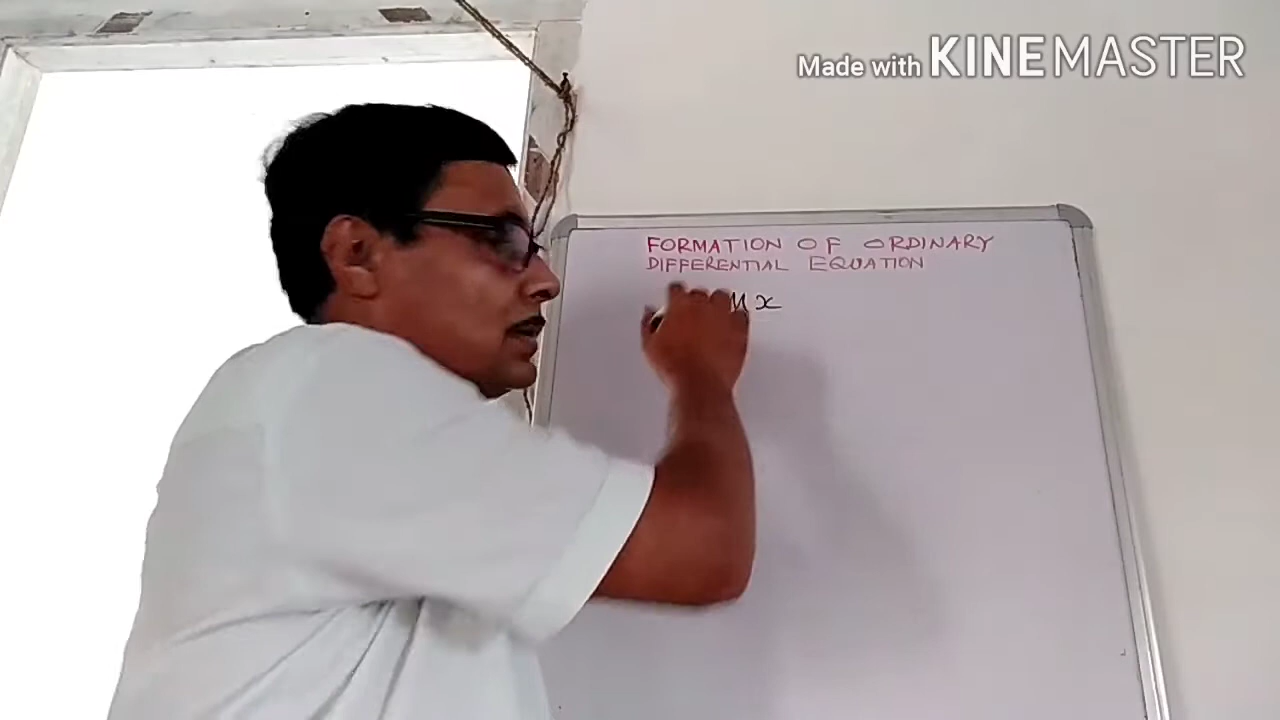 Made with KINEMASTER
FORMATION OF ORDINARY
DIFFERENTIAL EQUATION
x